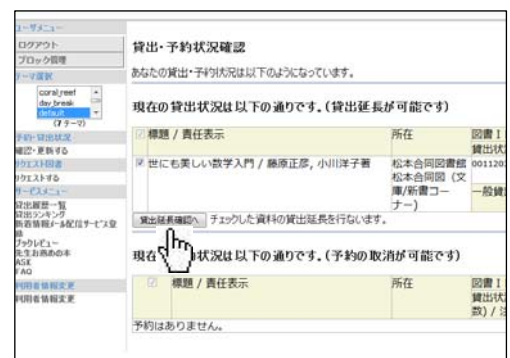 ユーザメニュー
ログアウト
ブロック管理
テーマ選択
coral_reef
day_break
default
(7 テーマ)
予約・貸出状況
確認・更新する
リクエスト図書
リクエストする
サービスメニュー
貸出履歴一覧
貸出ランキング
新着情報メール配信サービス登
録
ブックレビュー
先生お薦めの本
ASK
FAQ
利用者情報変更
利用者情報変更
貸出・予約状況確認
あなたの貸出・予約状況は以下のようになっています。
現在の貸出状況は以下の通りです。(貸出延長が可能です)
標題 / 責任表示 所在 図書 I
貸出状
世にも美しい数学入門 / 藤原正彦, 小川洋子著 松本合同図書館 0011203
松本合同図 (文
庫/新書コー
ナー) 一般貸
貸出延長確認へ チェックした資料の貸出延長を行ないます。
現在の 状況は以下の通りです。(予約の取消が可能です)
標題 / 責任表示 所在 図書 I
貸出状
数) / 注
予約はありません。